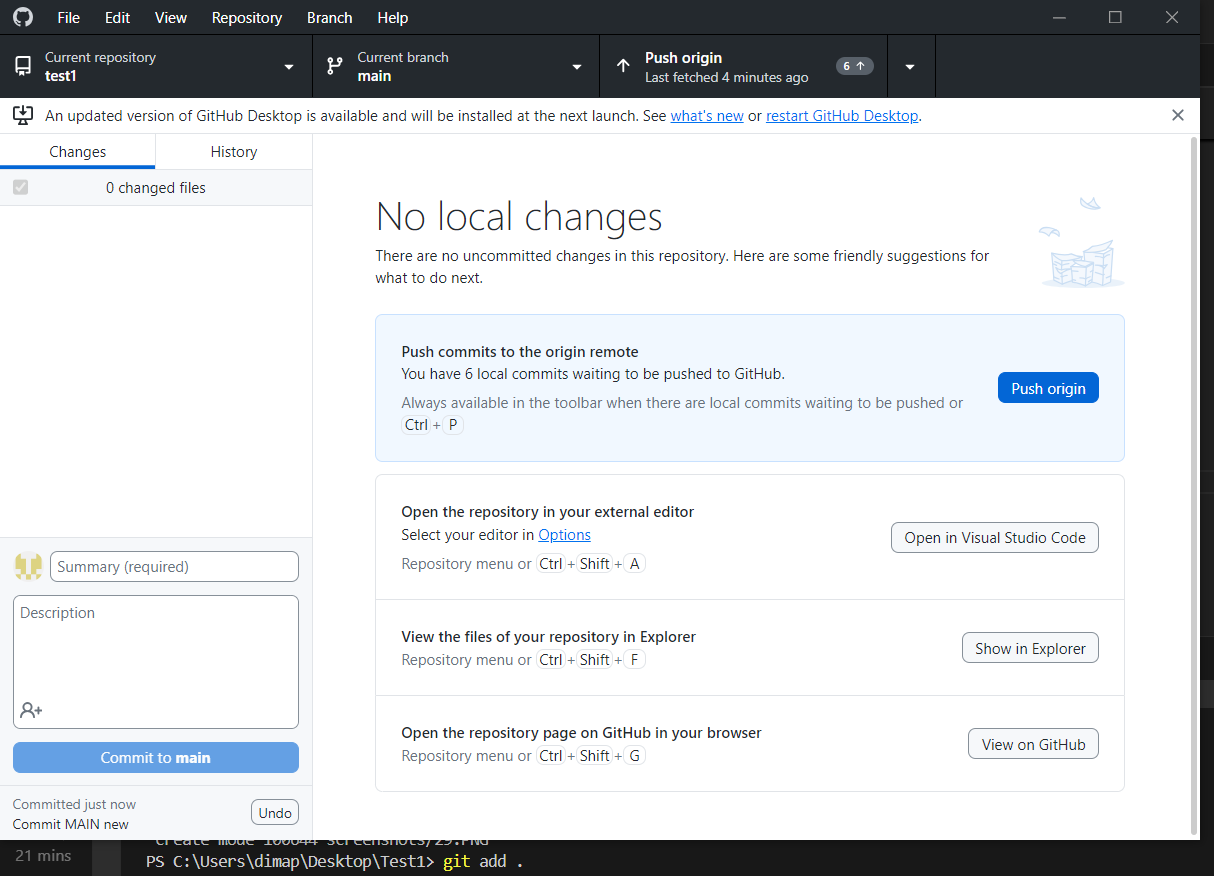 File Edit View Repository Branch Help
Current repository
test1
Current branch
main
Push origin
Last fetched 4 minutes ago
6
An updated version of GitHub Desktop is available and will be installed at the next launch. See what's new or restart GitHub Desktop.
Changes History
0 changed files
No local changes
There are no uncommitted changes in this repository. Here are some friendly suggestions for
what to do next.
Push commits to the origin remote
You have 6 local commits waiting to be pushed to GitHub.
Always available in the toolbar when there are local commits waiting to be pushed or
Ctrl + P
Push origin
Open the repository in your external editor
Select your editor in Options
Repository menu or Ctrl + Shift + A
Open in Visual Studio Code
View the files of your repository in Explorer
Repository menu or Ctrl + Shift + F
Show in Explorer
Open the repository page on GitHub in your browser
Repository menu or Ctrl + Shift + G
View on GitHub
Summary (required)
Description
Commit to main
Committed just now
Commit MAIN new
Undo
create mode 100644 screenshots/29.PNG
21 mins
PS C:\Users\dimap\Desktop\Test1> git add .